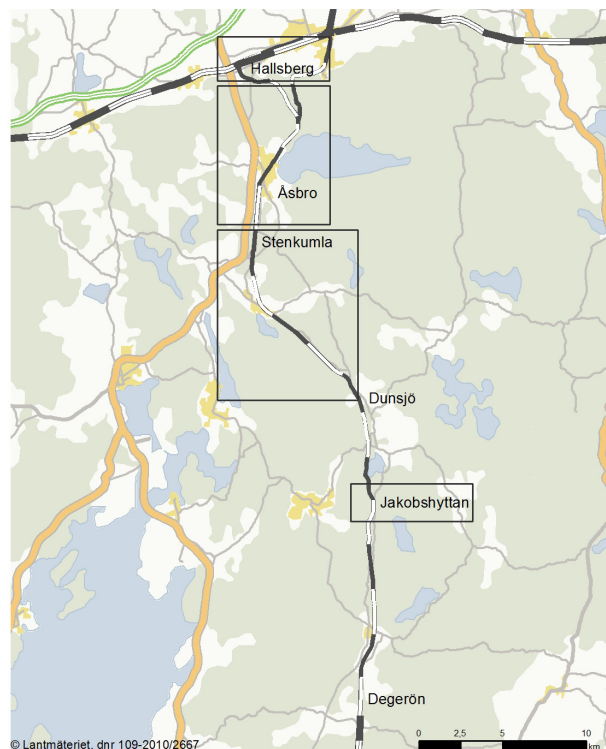 Hallsberg
Åsbro
Stenkumla
Dunsjö
Jakobshyttan
Degerön
0 2,5 5 10
km
© Lantmäteriet, dnr 109-2010/2667